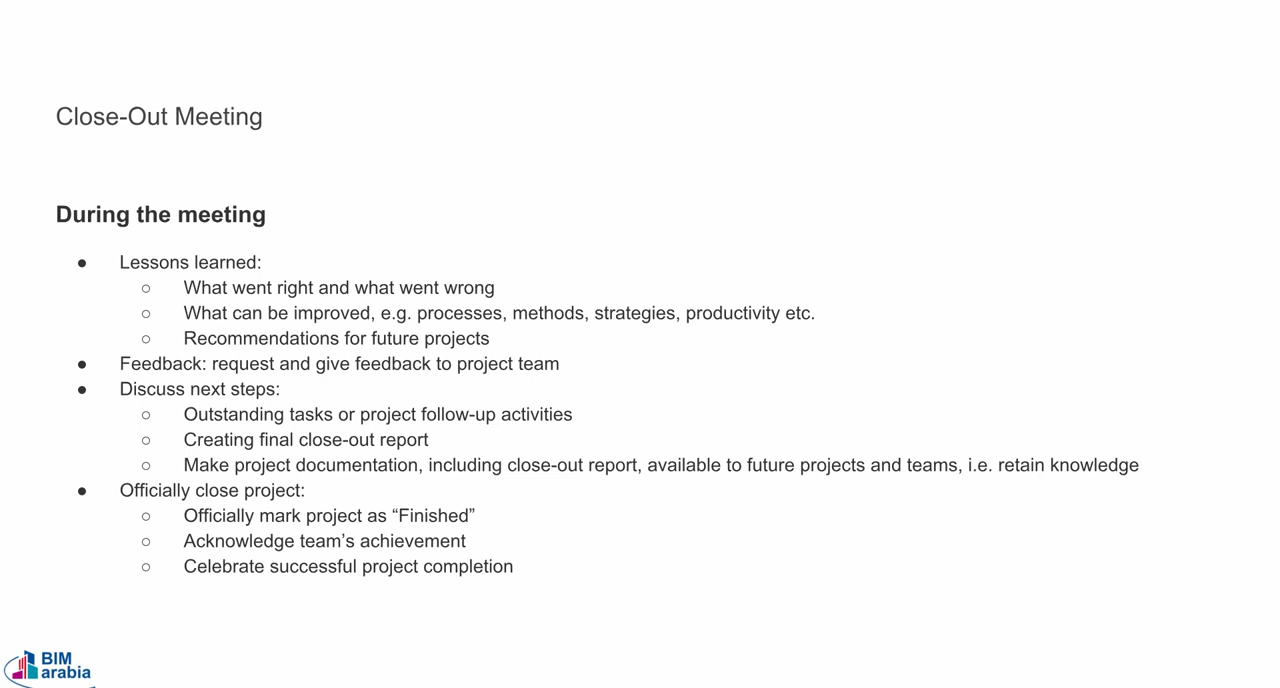 Close-Out Meeting
During the meeting
● Lessons learned:
○ What went right and what went wrong
○ What can be improved, e.g. processes, methods, strategies, productivity etc.
○ Recommendations for future projects
● Feedback: request and give feedback to project team
● Discuss next steps:
○ Outstanding tasks or project follow-up activities
○ Creating final close-out report
○ Make project documentation, including close-out report, available to future projects and teams, i.e. retain knowledge
● Officially close project:
○ Officially mark project as “Finished”
○ Acknowledge team’s achievement
○ Celebrate successful project completion
BIM
arabia